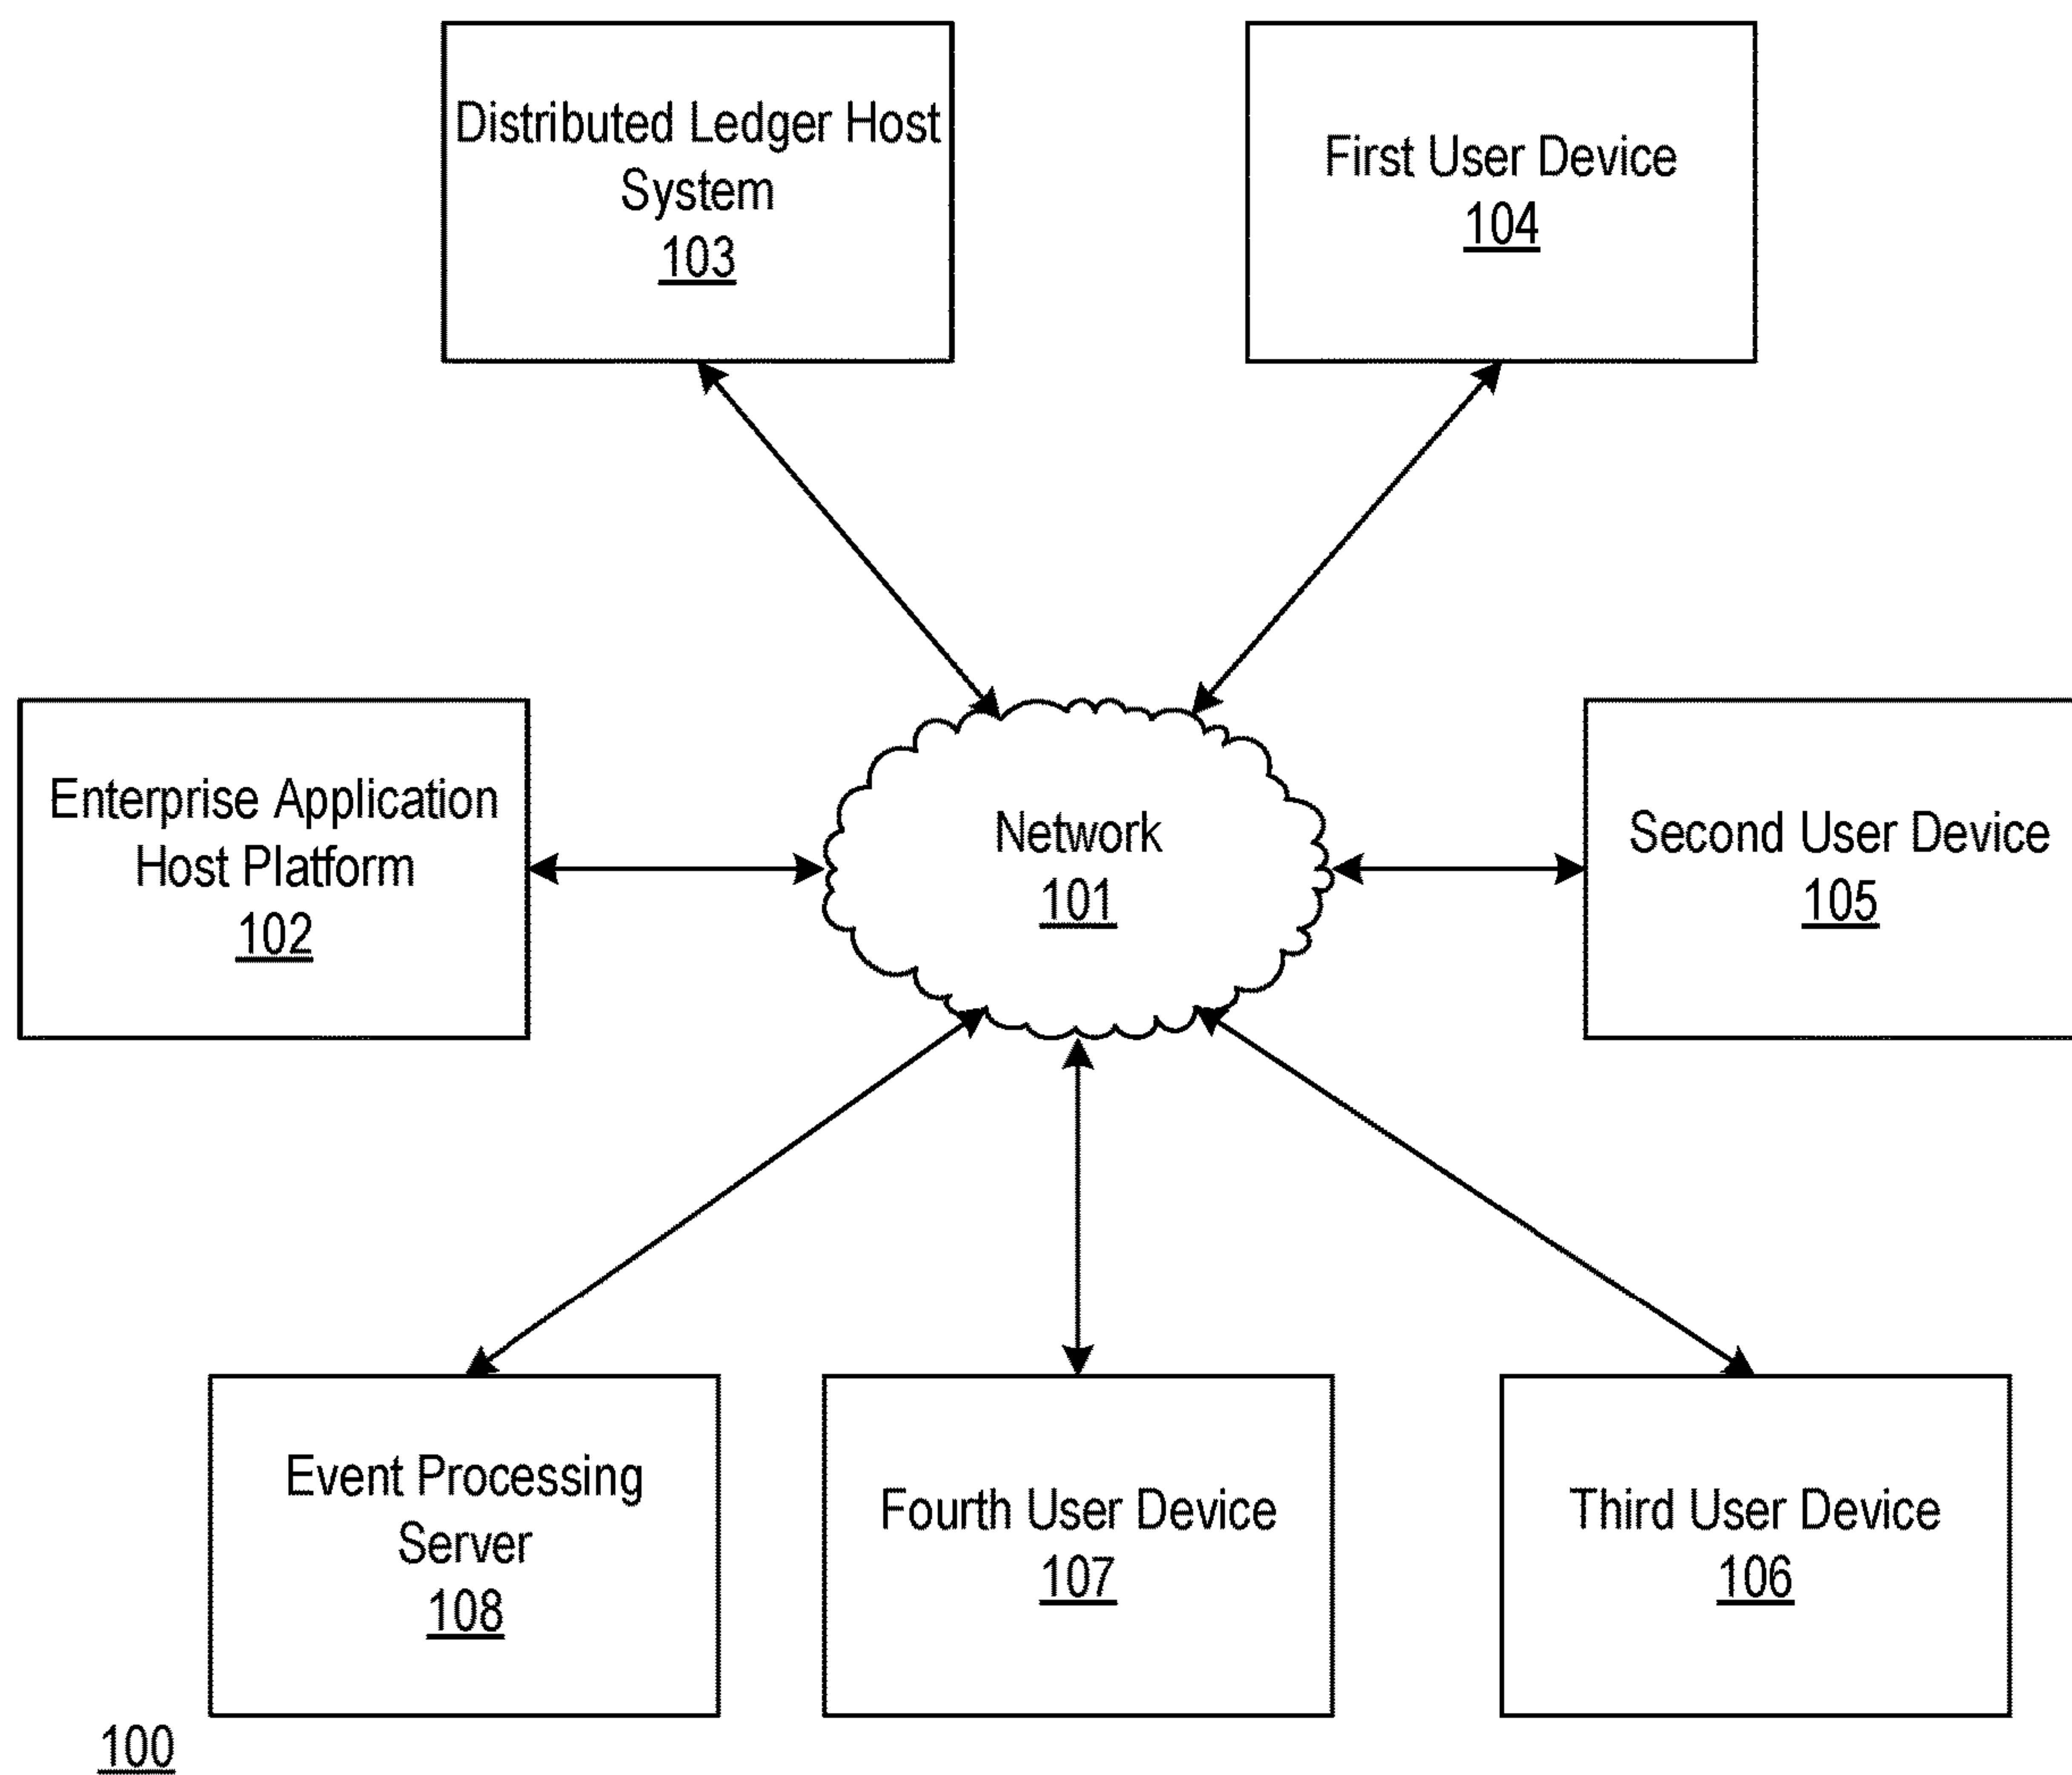 Distributed Ledger Host
System
103
First User Device
104
Enterprise Application
Host Platform
102
Network
101
Second User Device
105
Event Processing
Server
108
Fourth User Device
107
Third User Device
106
100